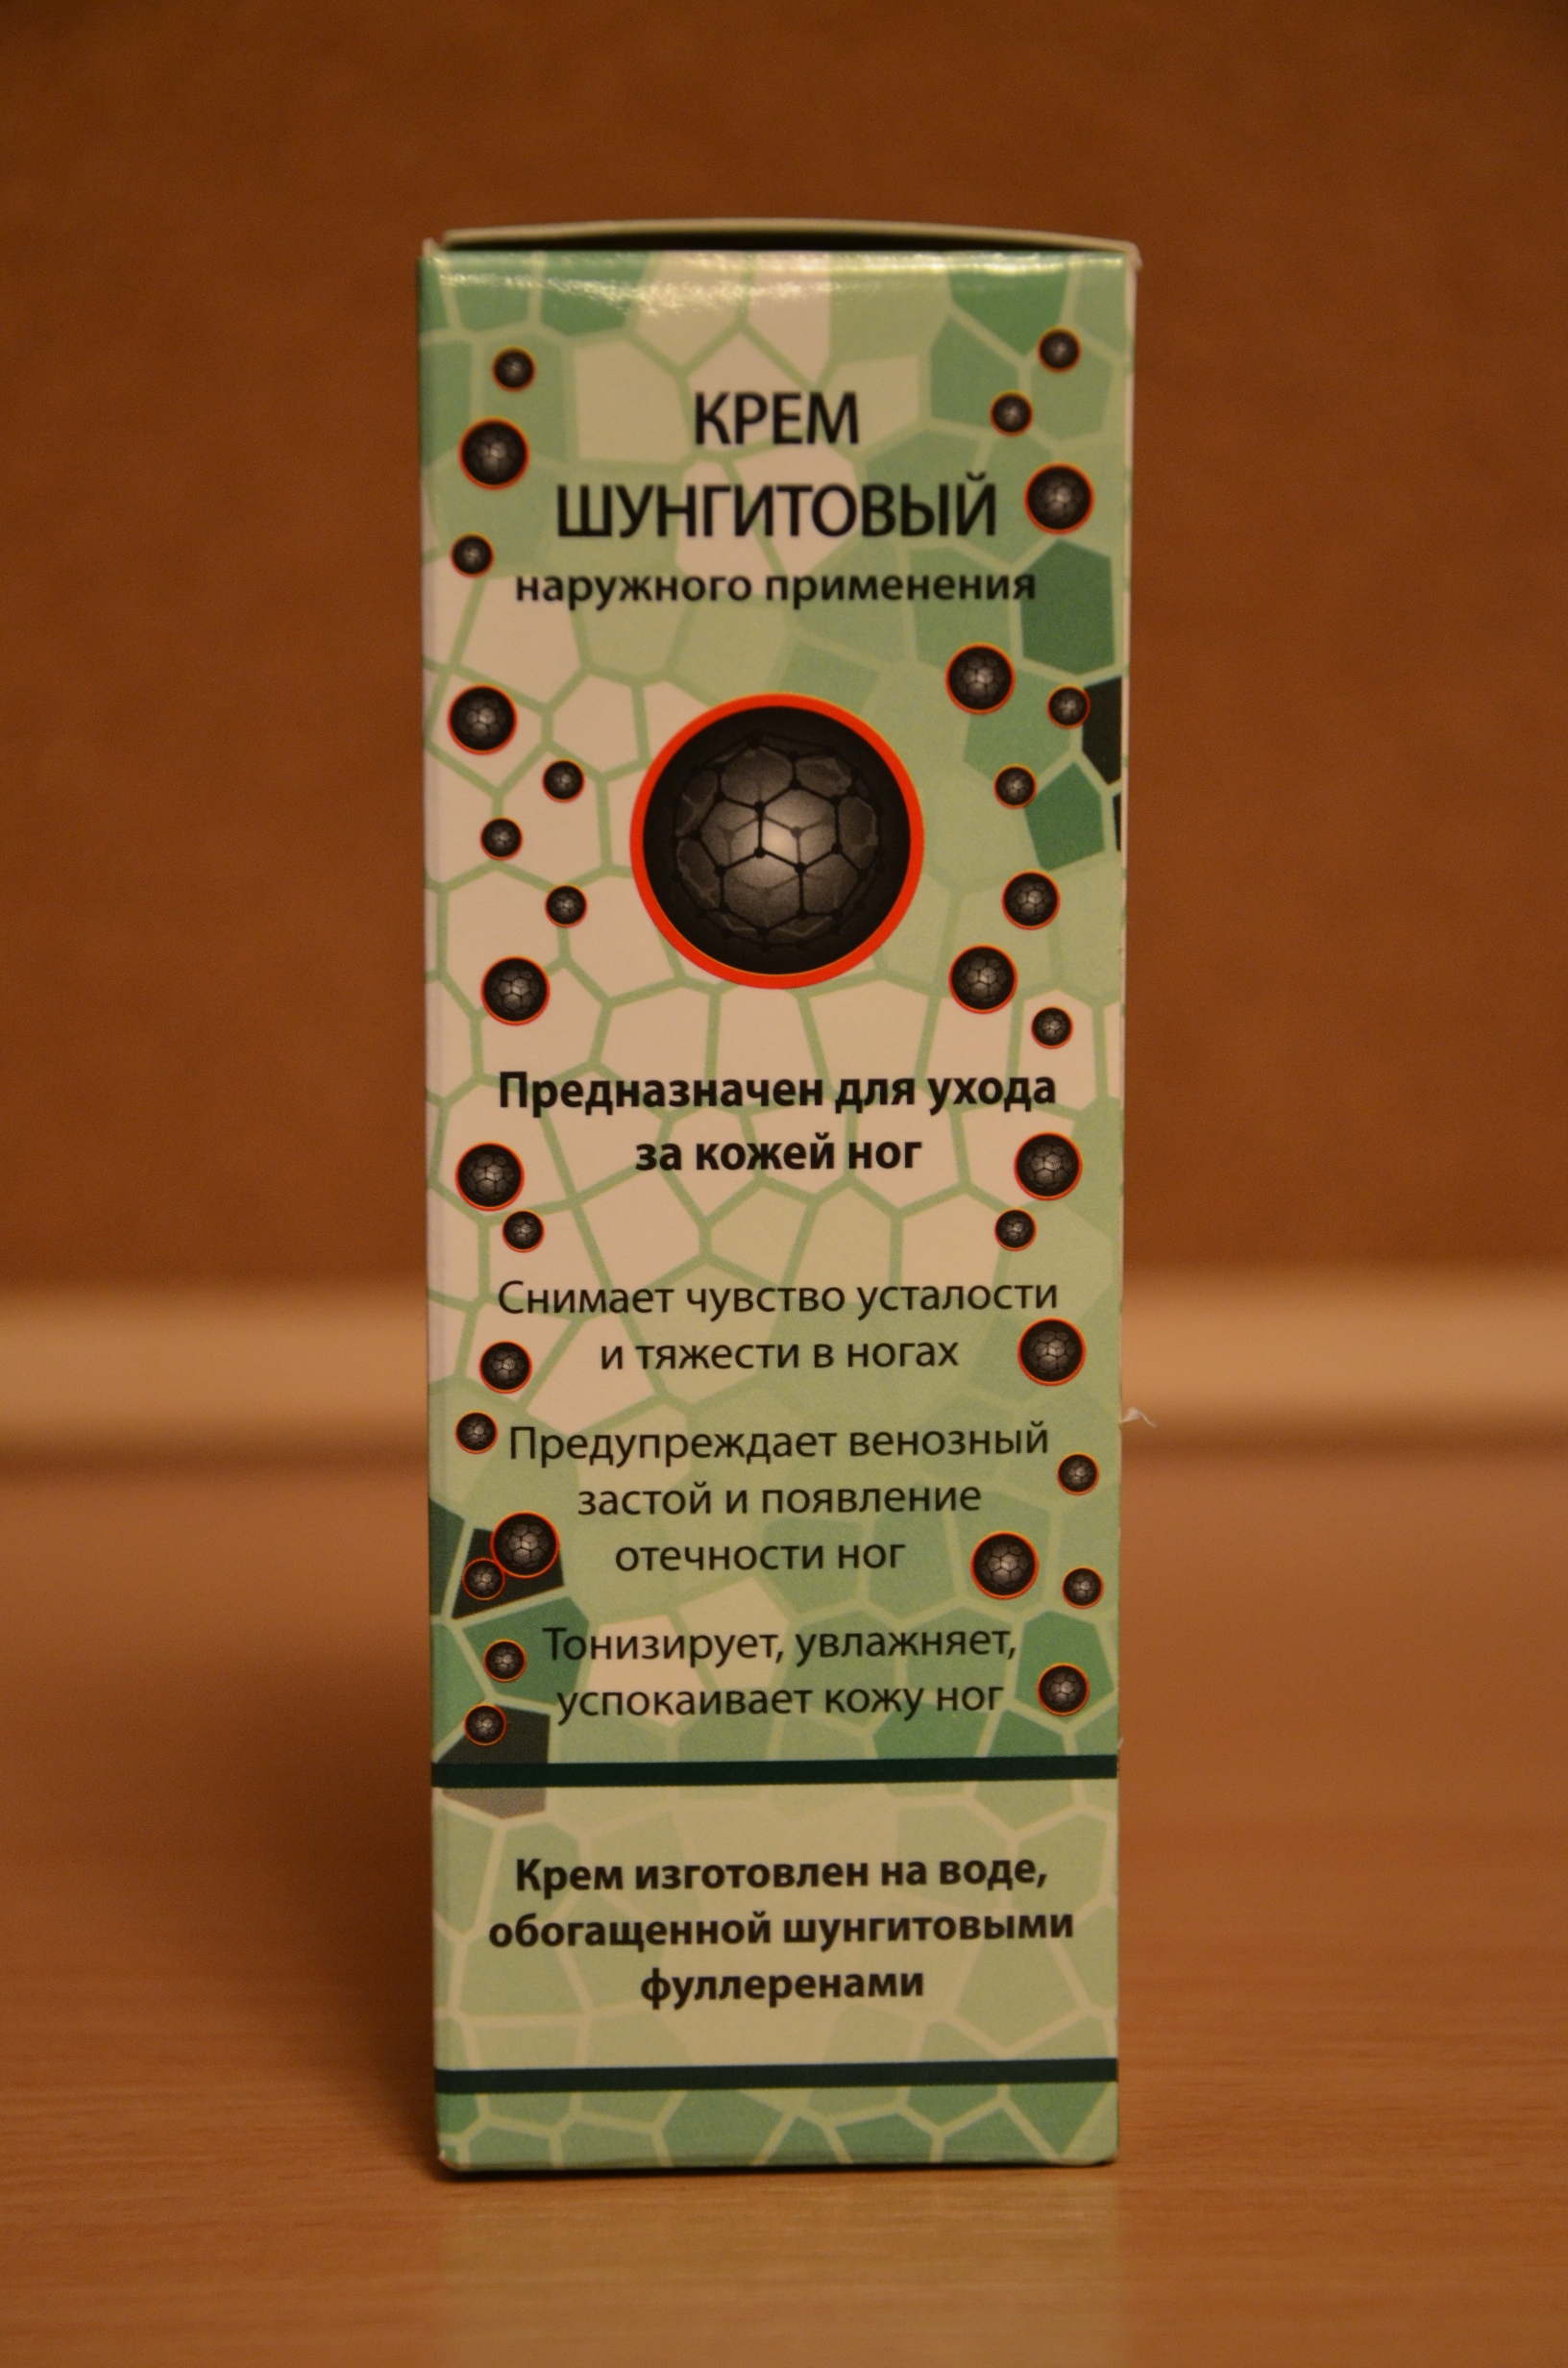 КРЕМ
ШУНГИТОВЫЙ
наружного применения
Предназначен для ухода
за кожей ног
Снимает чувство усталости
и тяжести в ногах
Предупреждает венозный
застой и появление
отечности ног
Тонизирует, увлажняет,
успокаивает кожу ног
Крем изготовлен на воде,
обогащенной шунгитовыми
фуллеренами